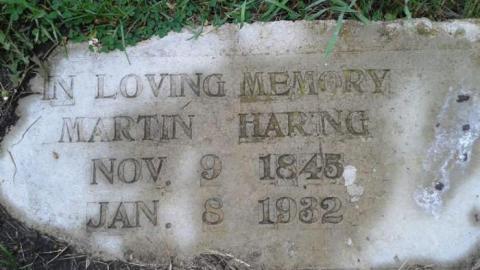 IN LOVING MEMORY
MARTIN HARING
NOV. 9 1845
JAN. 8 1932